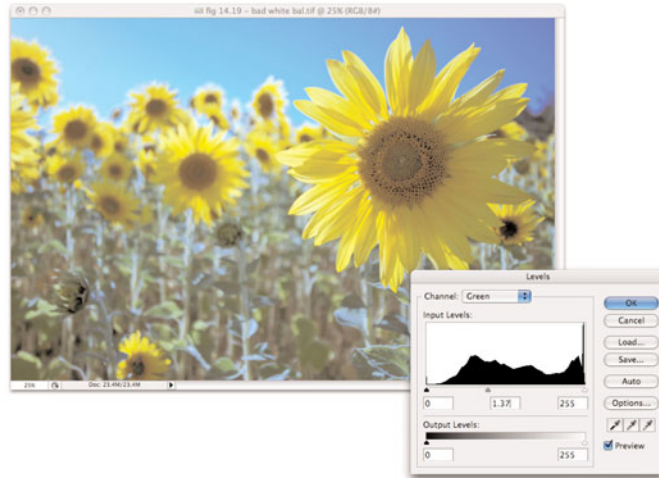 fig 14.19 – bad white bal.tif @ 25% (RGB/8#)
25%
Doc: 23.4M/23.4M
Levels
Channel: Green
OK
Input Levels:
Cancel
Load...
Save...
Auto
0 1.37 255
Options...
Output Levels:
Preview
0 255